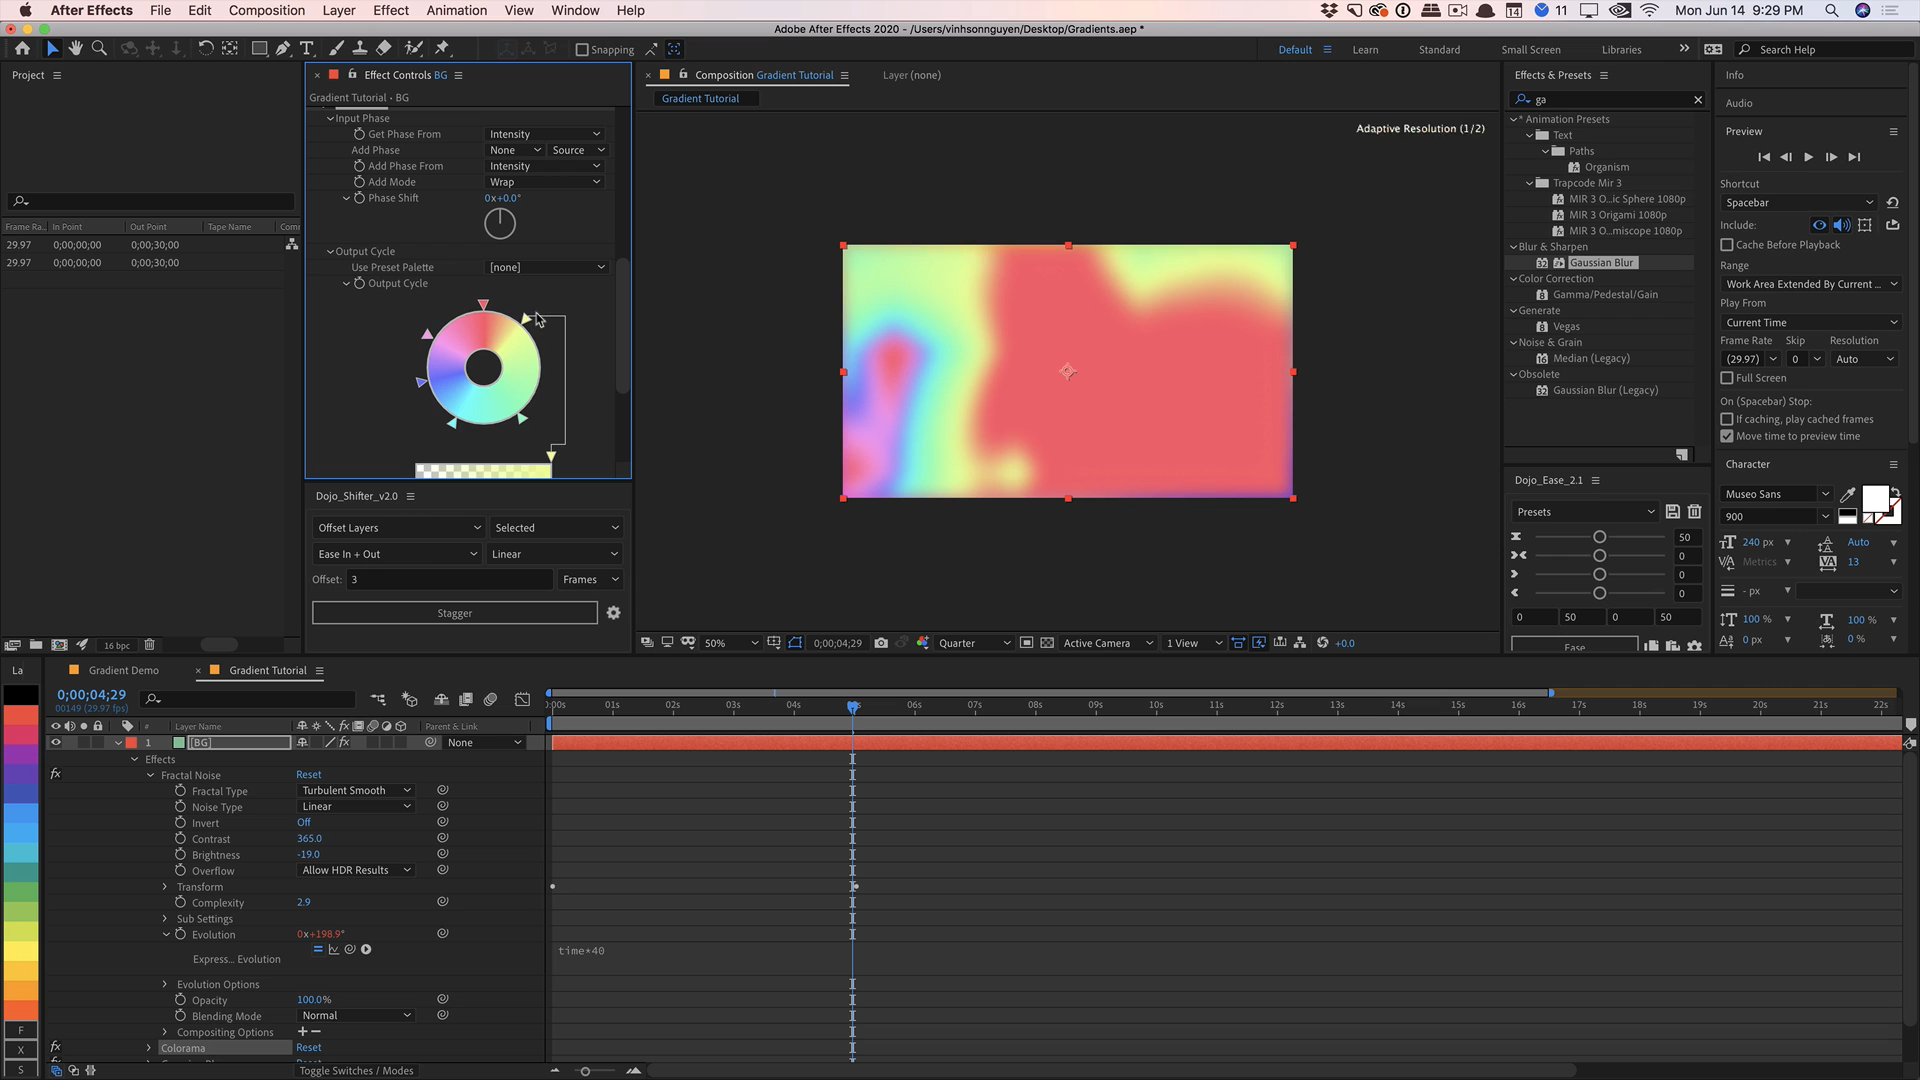 After Effects File Edit Composition Layer Effect Animation View Window Help
11 Mon Jun 14 9:29 PM
Adobe After Effects 2020 - /Users/vinhsonnguyen/Desktop/Gradients.aep *
Snapping
Default Learn Standard Small Screen Libraries Search Help
Project
Frame Ra... In Point Out Point Tape Name Comm
29.97 0;00;00;00 0;00;30;00
29.97 0;00;00;00 0;00;30;00
16 bpc
Effect Controls BG
Gradient Tutorial • BG
Input Phase
Get Phase From Intensity
Add Phase None Source
Add Phase From Intensity
Add Mode Wrap
Phase Shift 0x+0.0°
Output Cycle
Use Preset Palette [none]
Output Cycle
Dojo_Shifter_v2.0
Offset Layers Selected
Ease In + Out Linear
Offset: 3 Frames
Stagger
Composition Gradient Tutorial Layer (none)
Gradient Tutorial
Adaptive Resolution (1/2)
50% 0;00;04;29 Quarter Active Camera 1 View +0.0
Effects & Presets
ga
* Animation Presets
Text
Paths
Organism
Trapcode Mir 3
MIR 3 O...ic Sphere 1080p
MIR 3 Origami 1080p
MIR 3 O...miscope 1080p
Blur & Sharpen
Gaussian Blur
Color Correction
Gamma/Pedestal/Gain
Generate
Vegas
Noise & Grain
Median (Legacy)
Obsolete
Gaussian Blur (Legacy)
Dojo_Ease_2.1
Presets
50
0
0
0
0 50 0 50
Ease
Info
Audio
Preview
Shortcut
Spacebar
Include:
Cache Before Playback
Range
Work Area Extended By Current ...
Play From
Current Time
Frame Rate Skip Resolution
(29.97) 0 Auto
Full Screen
On (Spacebar) Stop:
If caching, play cached frames
Move time to preview time
Character
Museo Sans
900
240 px Auto
Metrics 13
- px
100 % 100 %
0 px 0 %
La
F
X
S
Gradient Demo Gradient Tutorial
0;00;04;29
00149 (29.97 fps)
# Layer Name Parent & Link
:00s 01s 02s 03s 04s 06s 07s 08s 09s 10s 11s 12s 13s 14s 15s 16s 17s 18s 19s 20s 21s 22s
1 [BG] None
Effects
Fractal Noise Reset
Fractal Type Turbulent Smooth
Noise Type Linear
Invert Off
Contrast 365.0
Brightness -19.0
Overflow Allow HDR Results
Transform
Complexity 2.9
Sub Settings
Evolution 0x+198.9°
Express... Evolution time*40
Evolution Options
Opacity 100.0%
Blending Mode Normal
Compositing Options
Colorama Reset
Toggle Switches / Modes